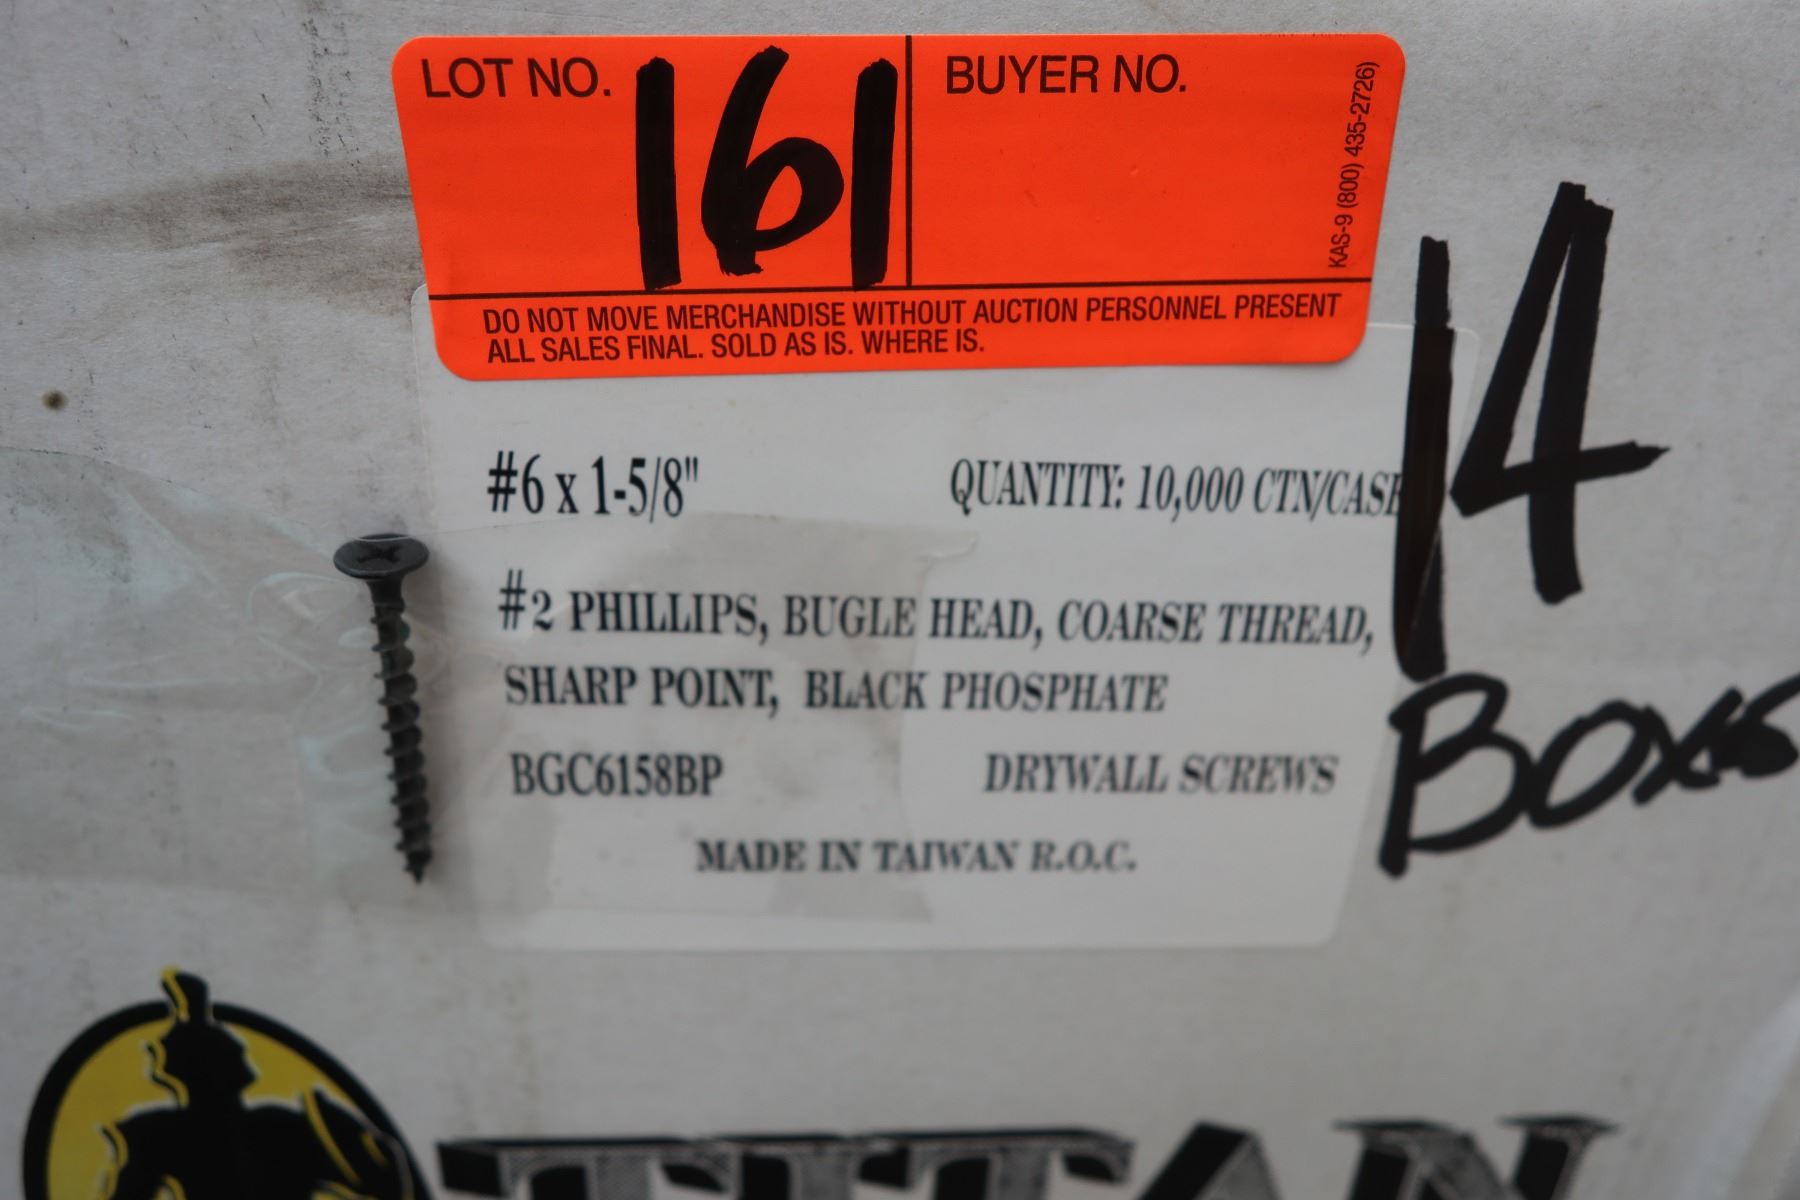 LOT NO. 161 BUYER NO.
KAS-9 (800) 435-2726)
DO NOT MOVE MERCHANDISE WITHOUT AUCTION PERSONNEL PRESENT
ALL SALES FINAL. SOLD AS IS. WHERE IS.
14
Boxes
#6 x 1-5/8" QUANTITY: 10,000 CTN/CASE
#2 PHILLIPS, BUGLE HEAD, COARSE THREAD,
SHARP POINT, BLACK PHOSPHATE
BGC6158BP DRYWALL SCREWS
MADE IN TAIWAN R.O.C.
TITAN